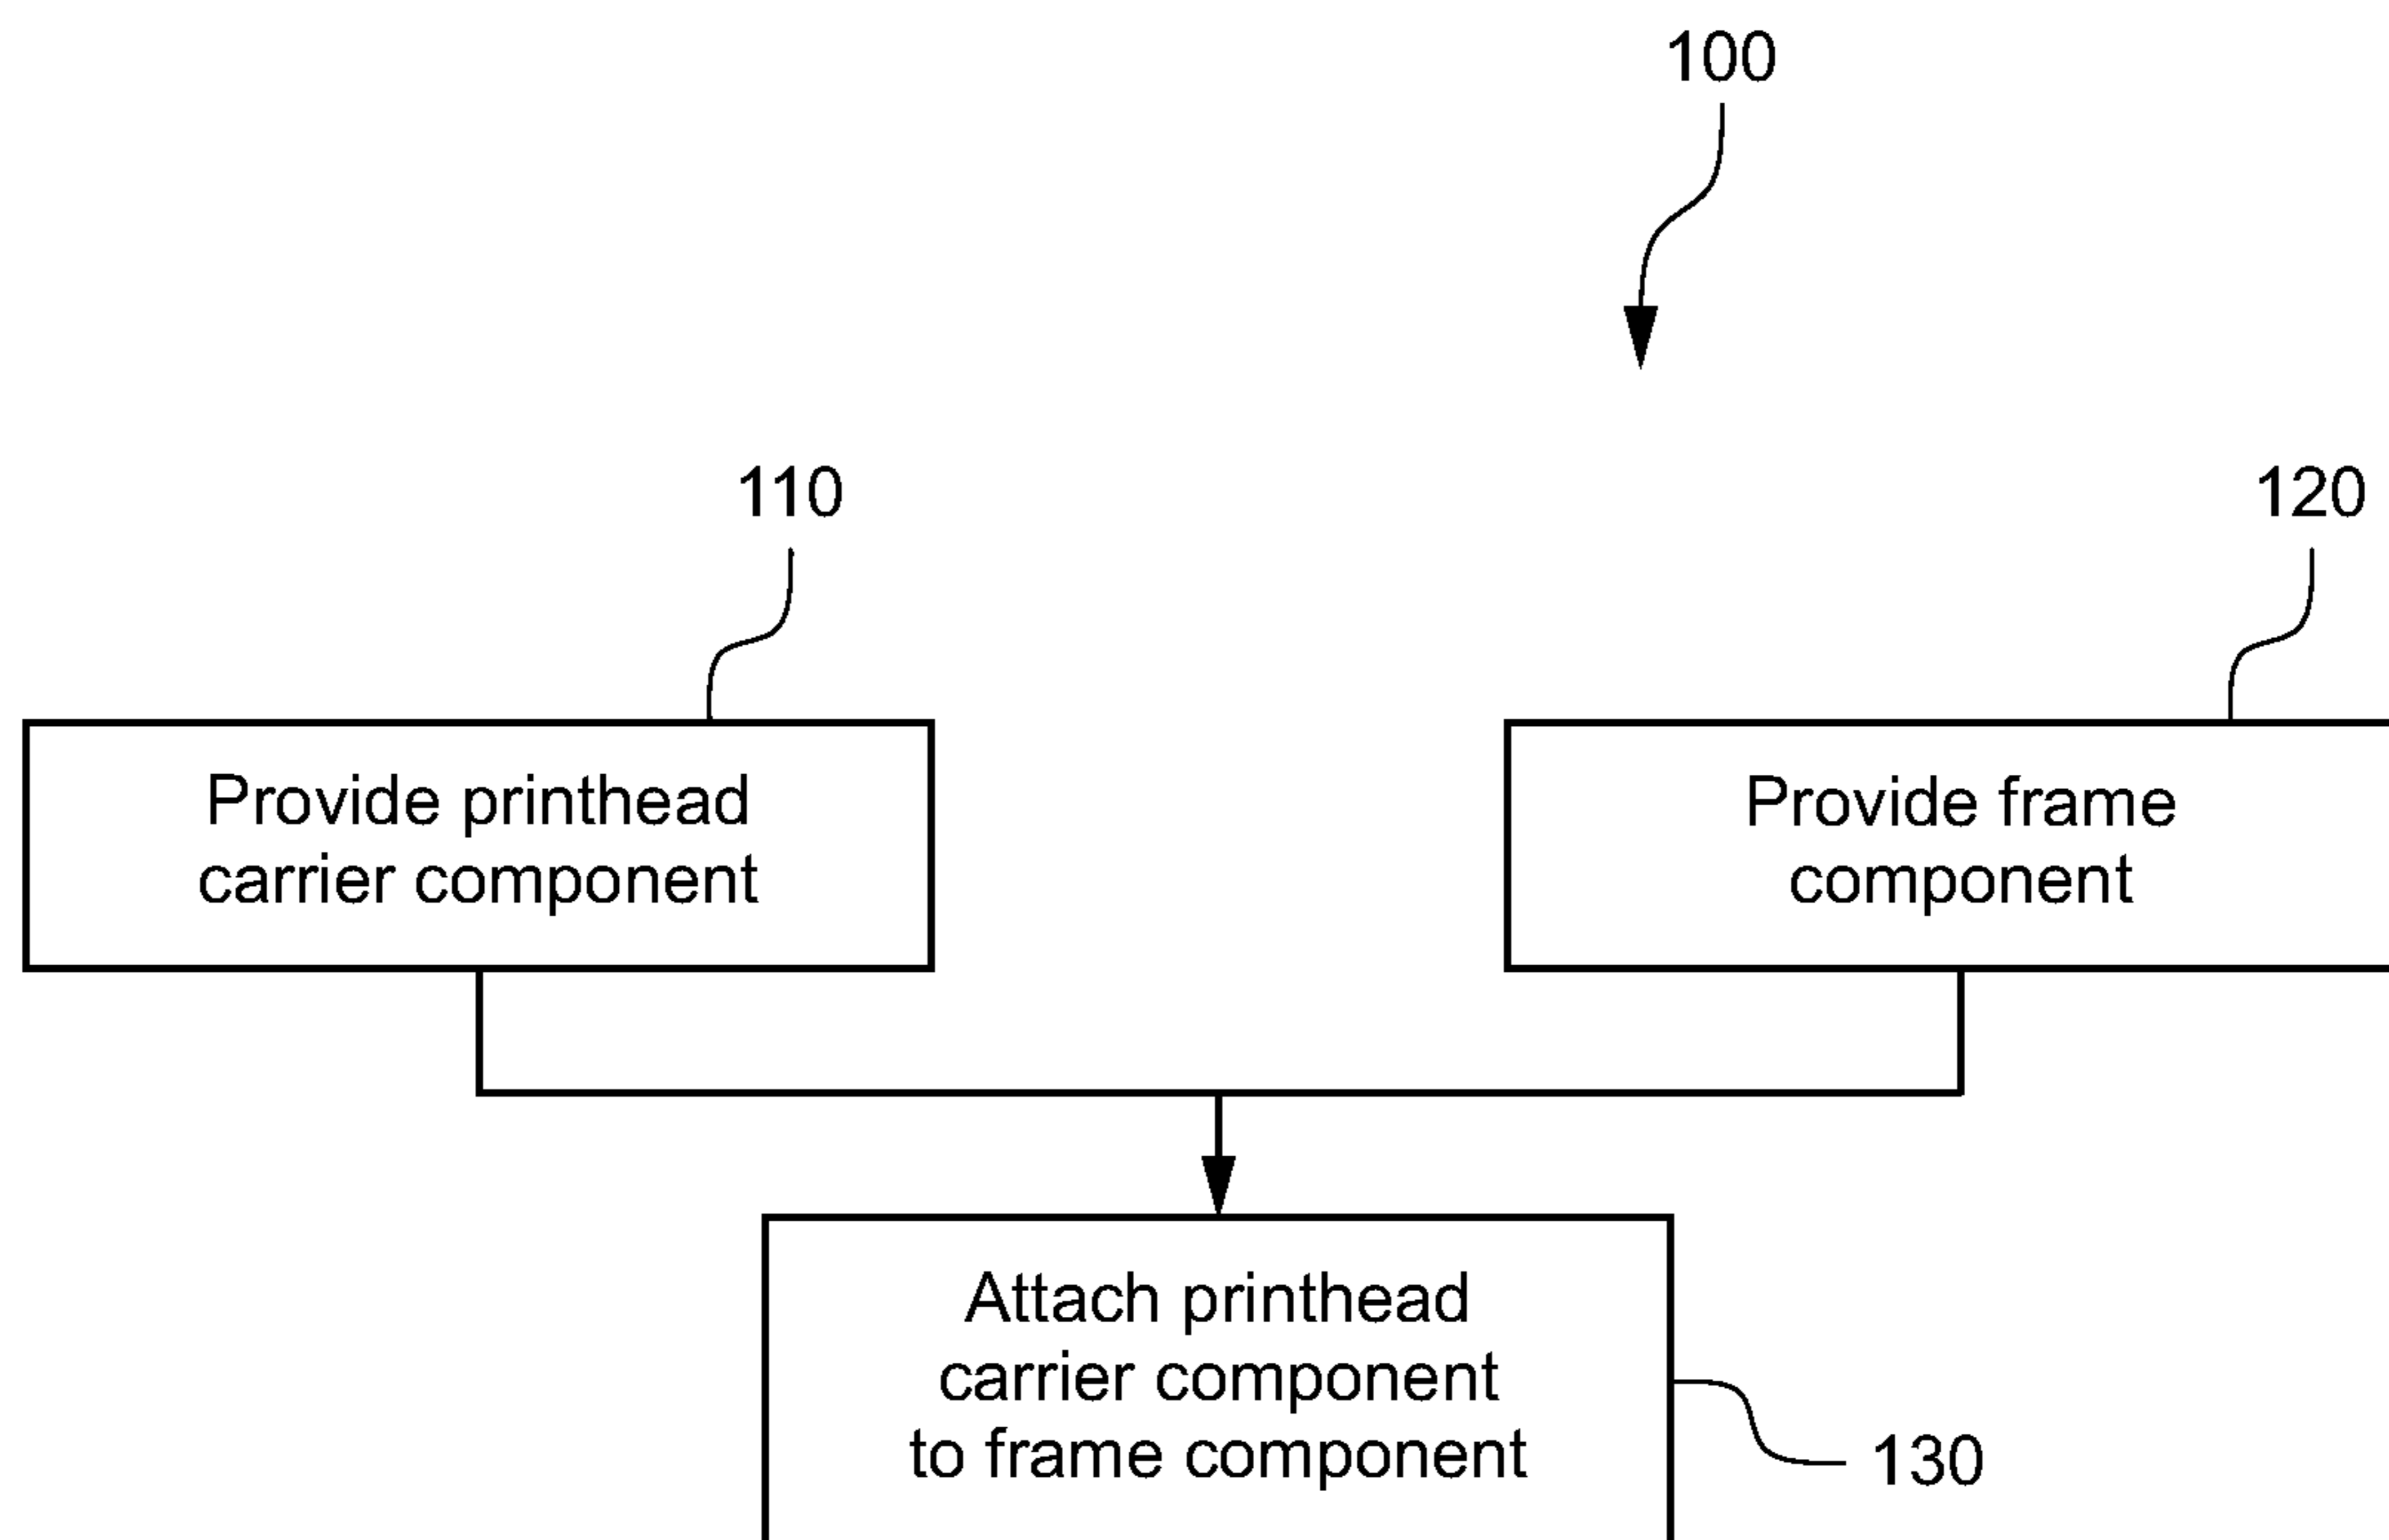 100
110
120
Provide printhead
carrier component
Provide frame
component
Attach printhead
carrier component
to frame component
130